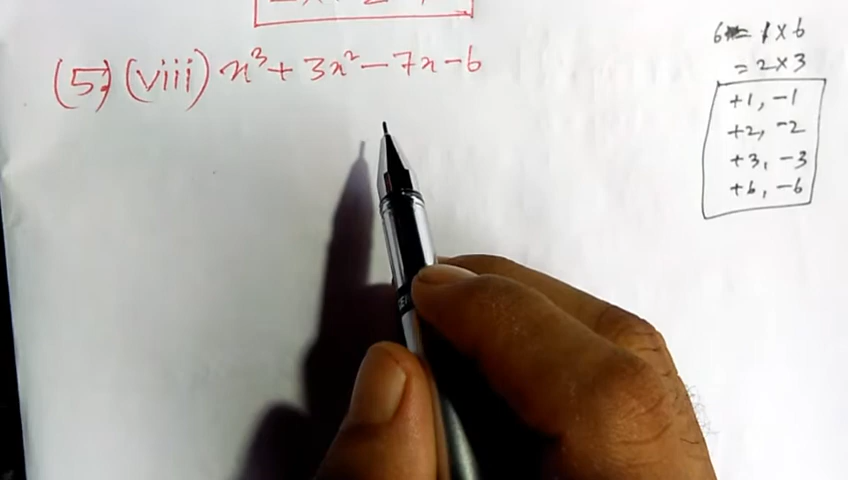 (5) (viii) x³ + 3x² − 7x − 6
6 = 1 × 6
= 2 × 3
+1, −1
+2, −2
+3, −3
+6, −6